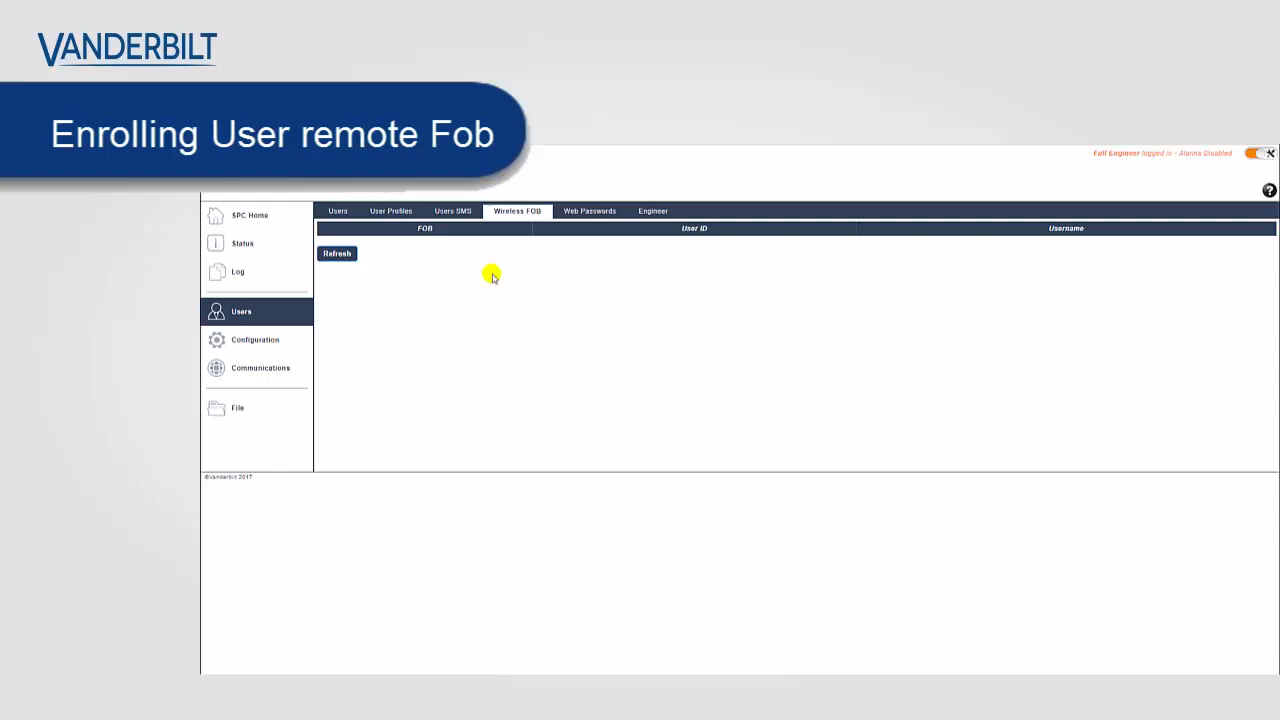 VANDERBILT
Enrolling User remote Fob
Full Engineer logged in - Alarms Disabled
?
SPC Home
Status
Log
Users
Configuration
Communications
File
Users User Profiles Users SMS Wireless FOB Web Passwords Engineer
FOB User ID Username
Refresh
©Vanderbilt 2017